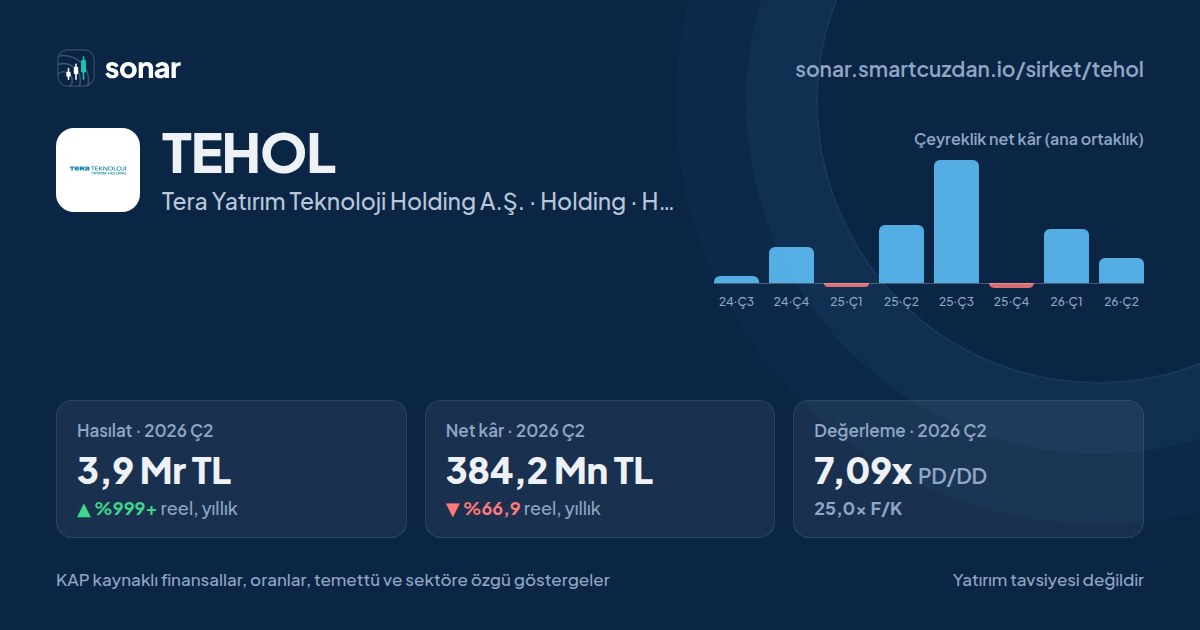 sonar
sonar.smartcuzdan.io/sirket/tehol
TERA TEKNOLOJİ
YATIRIM HOLDING
TEHOL
Tera Yatırım Teknoloji Holding A.Ş. · Holding · H…
Çeyreklik net kâr (ana ortaklık)
24·Ç3 24·Ç4 25·Ç1 25·Ç2 25·Ç3 25·Ç4 26·Ç1 26·Ç2
Hasılat · 2026 Ç2
3,9 Mr TL
▲ %999+ reel, yıllık
Net kâr · 2026 Ç2
384,2 Mn TL
▼ %66,9 reel, yıllık
Değerleme · 2026 Ç2
7,09x PD/DD
25,0× F/K
KAP kaynaklı finansallar, oranlar, temettü ve sektöre özgü göstergeler
Yatırım tavsiyesi değildir